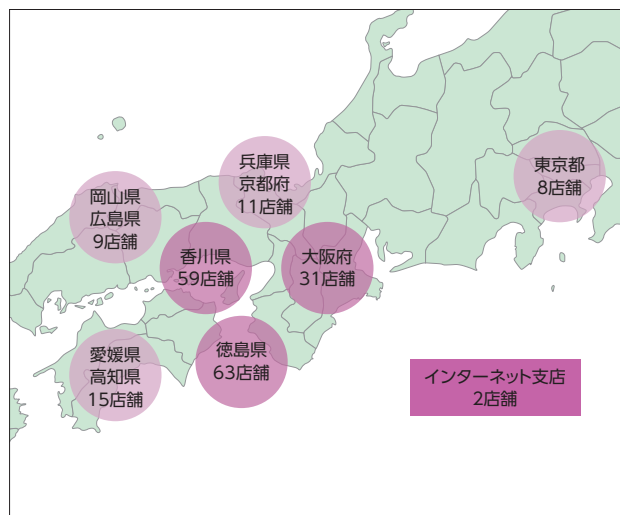 兵庫県
京都府
11店舗
東京都
8店舗
岡山県
広島県
9店舗
香川県
59店舗
大阪府
31店舗
愛媛県
高知県
15店舗
徳島県
63店舗
インターネット支店
2店舗